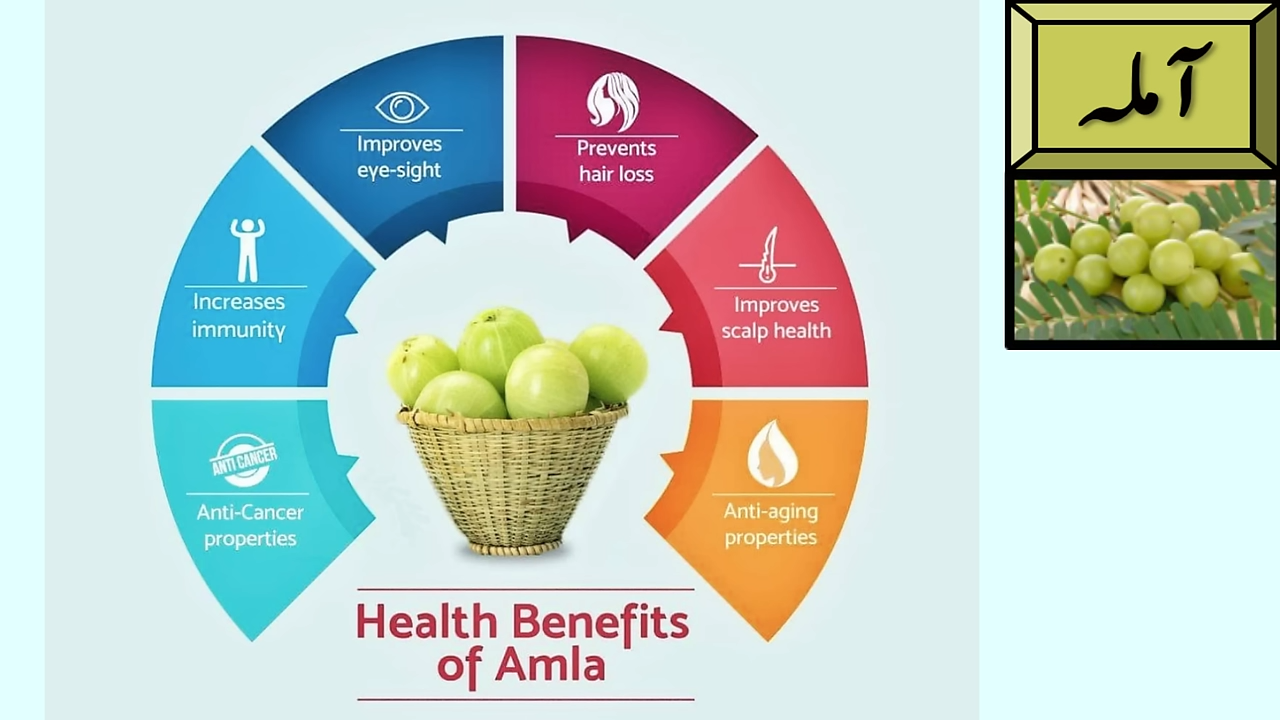 Improves
eye-sight
Prevents
hair loss
Increases
immunity
Improves
scalp health
ANTI CANCER
Anti-Cancer
properties
Anti-aging
properties
Health Benefits
of Amla
آملہ